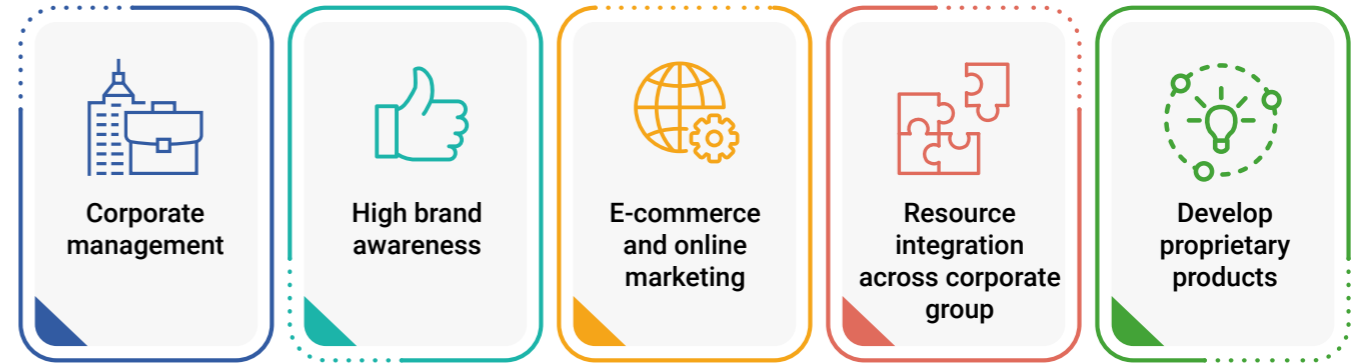 Corporate
management
High brand
awareness
E-commerce
and online
marketing
Resource
integration
across corporate
group
Develop
proprietary
products